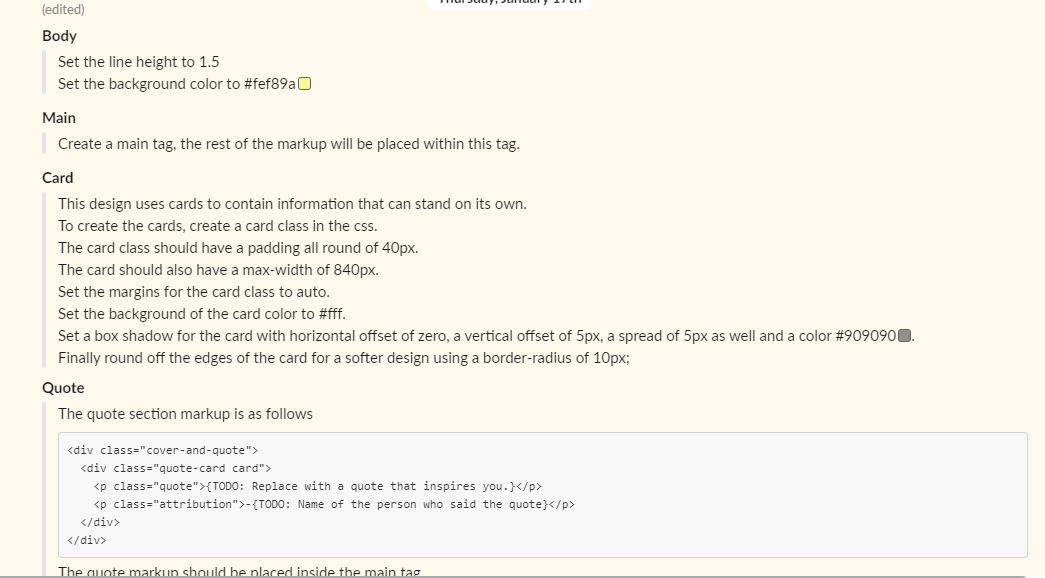 Thursday, January 17th
(edited)
Body
Set the line height to 1.5
Set the background color to #fef89a
Main
Create a main tag, the rest of the markup will be placed within this tag.
Card
This design uses cards to contain information that can stand on its own.
To create the cards, create a card class in the css.
The card class should have a padding all round of 40px.
The card should also have a max-width of 840px.
Set the margins for the card class to auto.
Set the background of the card color to #fff.
Set a box shadow for the card with horizontal offset of zero, a vertical offset of 5px, a spread of 5px as well and a color #909090.
Finally round off the edges of the card for a softer design using a border-radius of 10px;
Quote
The quote section markup is as follows
<div class="cover-and-quote">
<div class="quote-card card">
<p class="quote">{TODO: Replace with a quote that inspires you.}</p>
<p class="attribution">-{TODO: Name of the person who said the quote}</p>
</div>
</div>
The quote markup should be placed inside the main tag